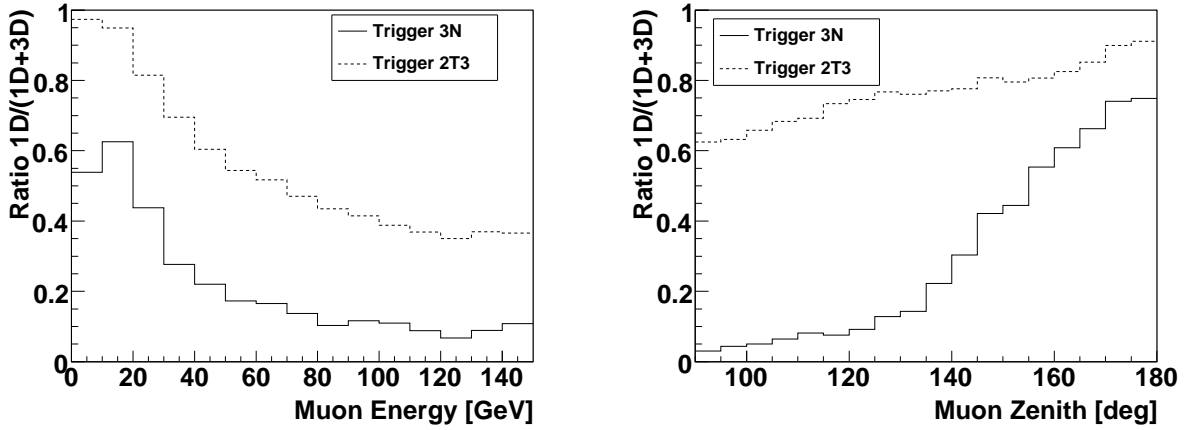 Ratio 1D/(1D+3D)
1
0.8
0.6
0.4
0.2
0
Trigger 3N
Trigger 2T3
0 20 40 60 80 100 120 140
Muon Energy [GeV]
Ratio 1D/(1D+3D)
1
0.8
0.6
0.4
0.2
0
Trigger 3N
Trigger 2T3
100 120 140 160 180
Muon Zenith [deg]